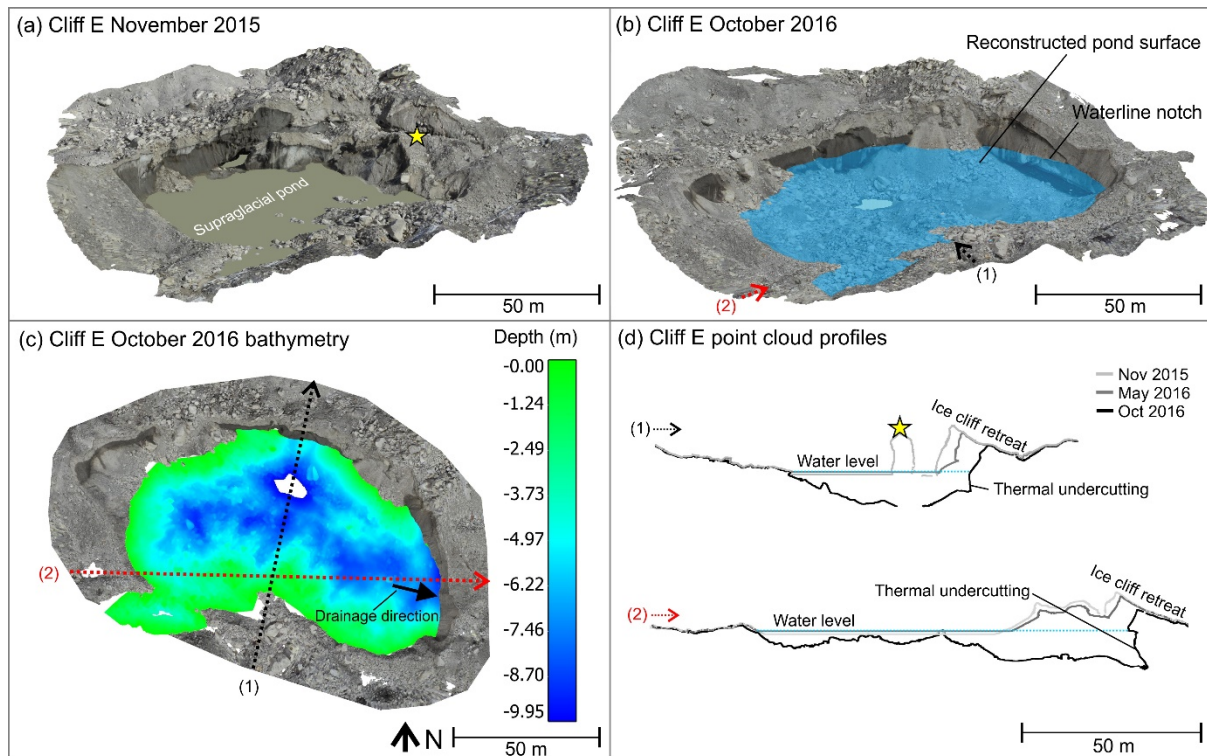 (a) Cliff E November 2015
Supraglacial pond
50 m
(b) Cliff E October 2016
Reconstructed pond surface
Waterline notch
(1)
(2)
50 m
(c) Cliff E October 2016 bathymetry
Depth (m)
-0.00
-1.24
-2.49
-3.73
-4.97
-6.22
-7.46
-8.70
-9.95
(2)
Drainage direction
(1)
N
50 m
(d) Cliff E point cloud profiles
Nov 2015
May 2016
Oct 2016
(1)
Ice cliff retreat
Water level
Thermal undercutting
Thermal undercutting
Ice cliff retreat
(2)
Water level
50 m